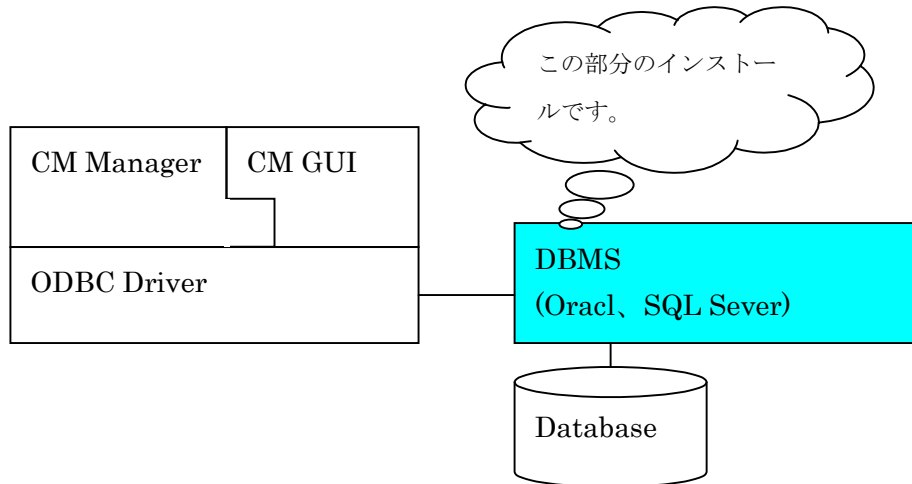 この部分のインストー
ルです。
CM Manager
CM GUI
ODBC Driver
DBMS
(Oracl、SQL Sever)
Database